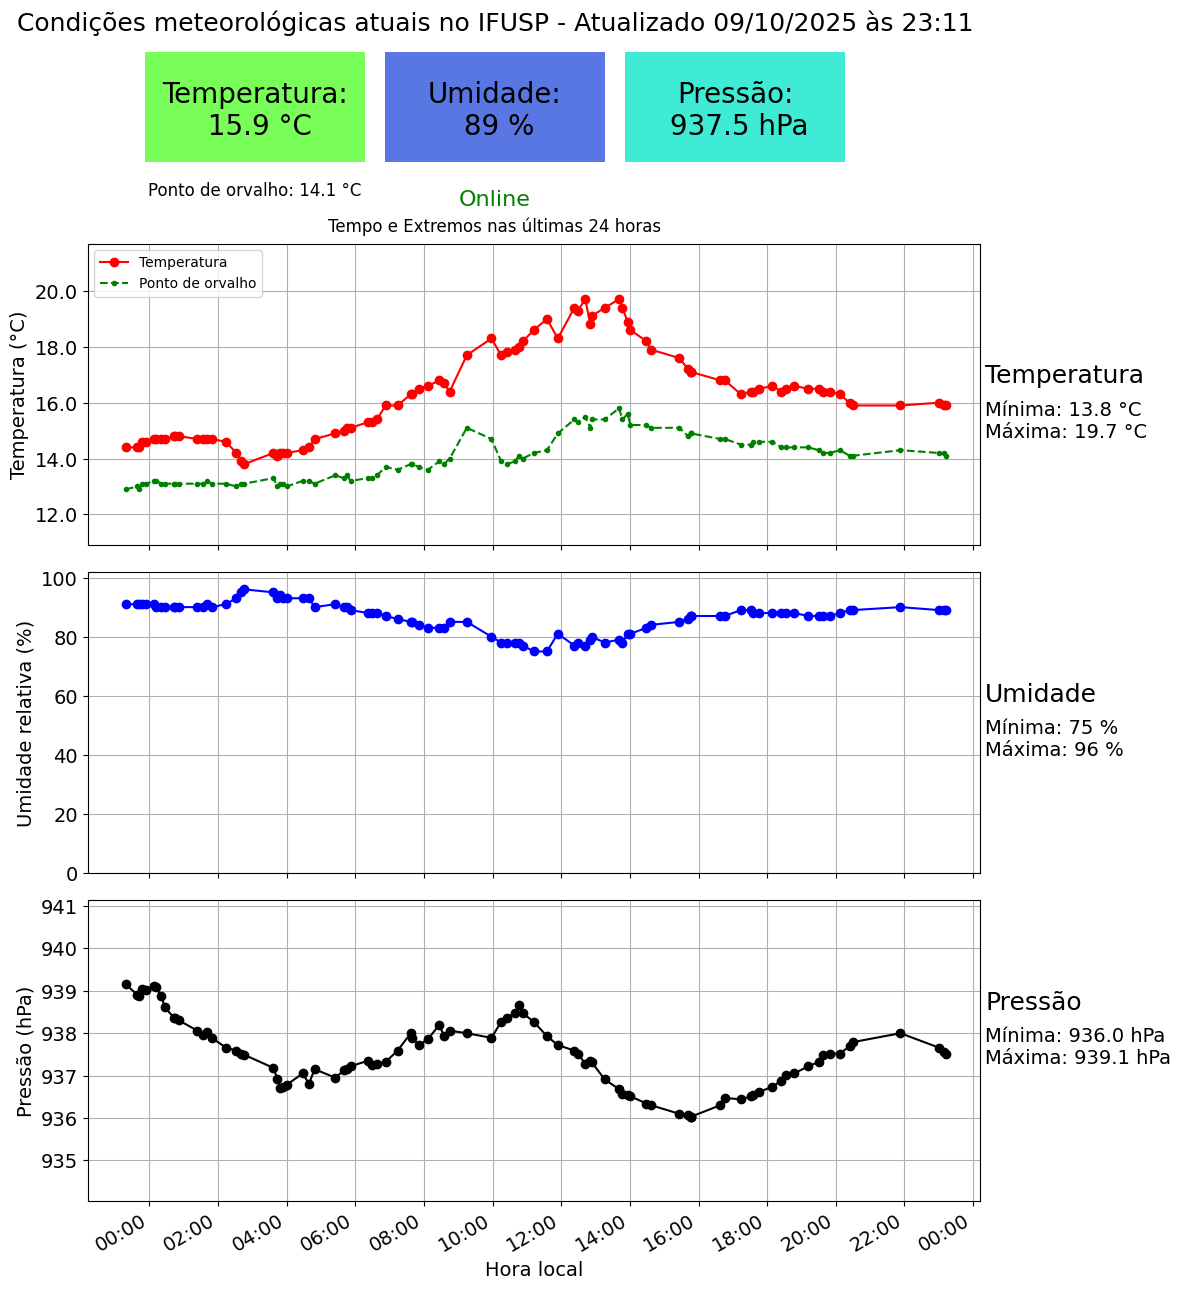 Condições meteorológicas atuais no IFUSP - Atualizado 09/10/2025 às 23:11
Temperatura:
15.9 °C
Umidade:
89 %
Pressão:
937.5 hPa
Ponto de orvalho: 14.1 °C
Online
Tempo e Extremos nas últimas 24 horas
Temperatura
Ponto de orvalho
Temperatura (°C)
20.0
18.0
16.0
14.0
12.0
Temperatura
Mínima: 13.8 °C
Máxima: 19.7 °C
Umidade relativa (%)
100
80
60
40
20
0
Umidade
Mínima: 75 %
Máxima: 96 %
Pressão (hPa)
941
940
939
938
937
936
935
Pressão
Mínima: 936.0 hPa
Máxima: 939.1 hPa
00:00 02:00 04:00 06:00 08:00 10:00 12:00 14:00 16:00 18:00 20:00 22:00 00:00
Hora local